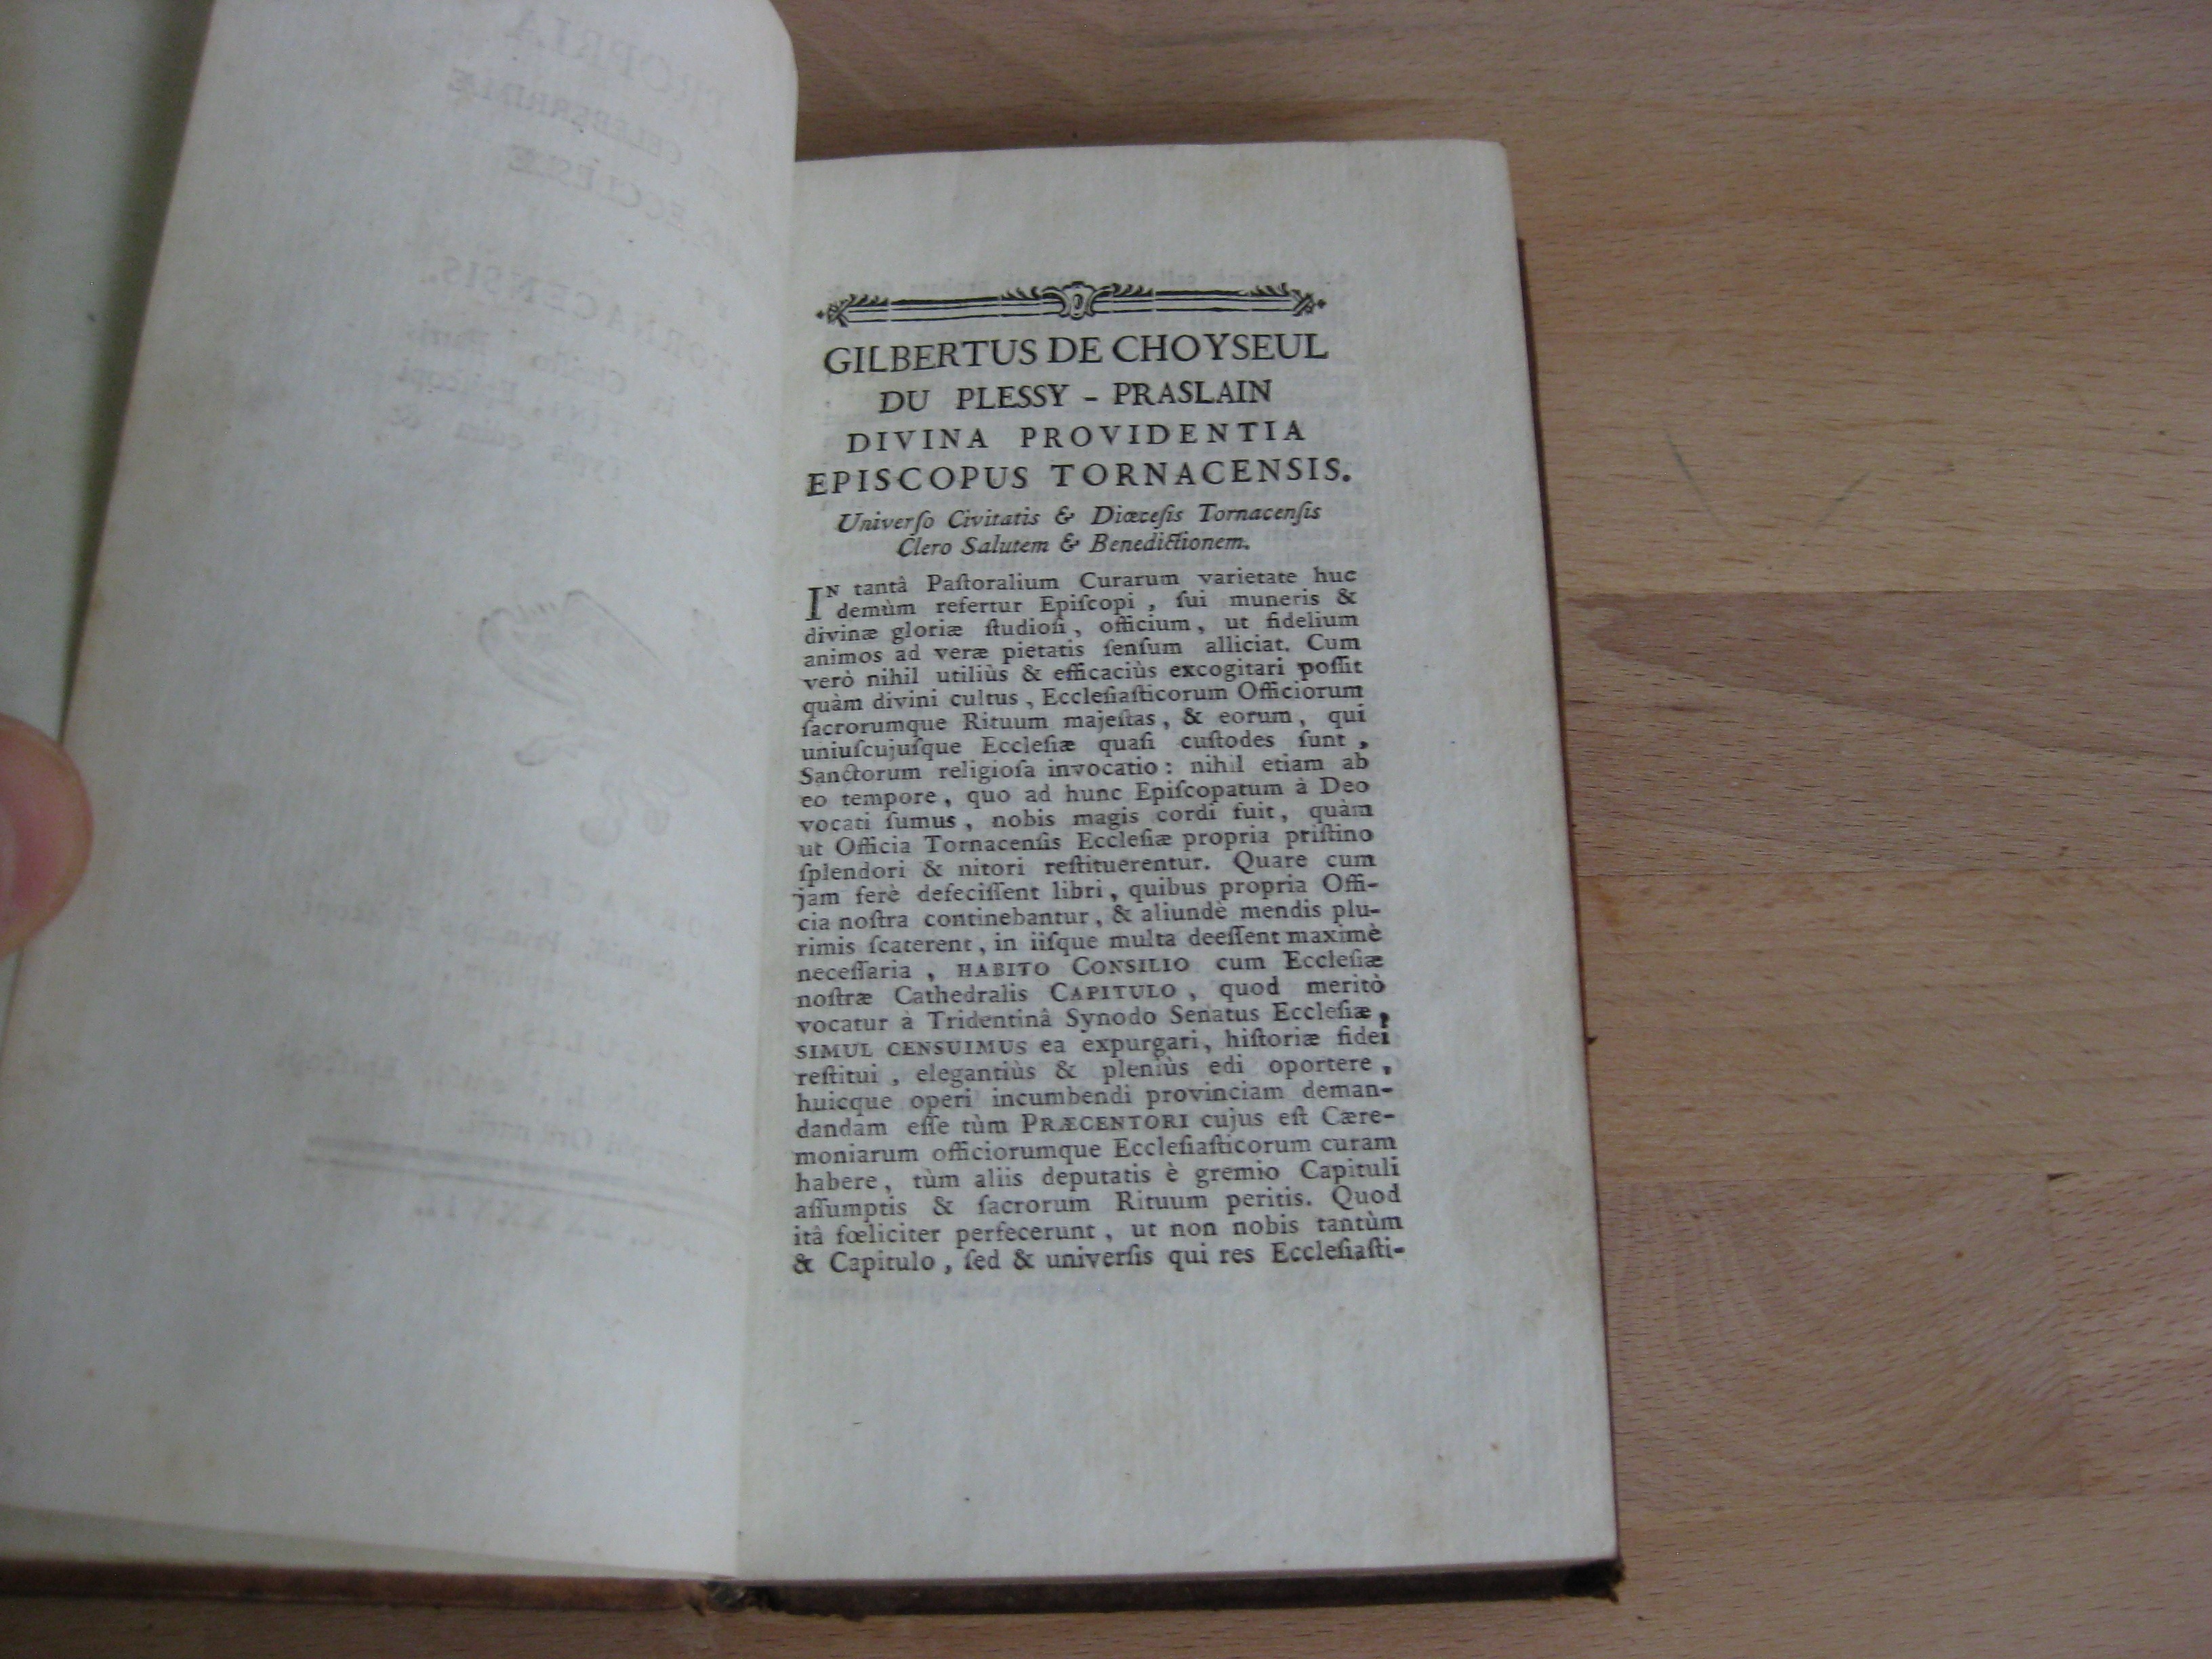 GILBERTUS DE CHOYSEUL
DU PLESSY - PRASLAIN
DIVINA PROVIDENTIA
EPISCOPUS TORNACENSIS.
Univerſo Civitatis & Diœceſis Tornacenſis
Clero Salutem & Benedictionem.
IN tantâ Paſtoralium Curarum varietate huc
demùm refertur Epiſcopi , ſui muneris &
divinæ gloriæ ſtudioſi , officium , ut fidelium
animos ad veræ pietatis ſenſum alliciat. Cum
verò nihil utiliùs & efficaciùs excogitari poſſit
quàm divini cultus , Eccleſiaſticorum Officiorum
ſacrorumque Rituum majeſtas , & eorum , qui
uniuſcujuſque Eccleſiæ quaſi cuſtodes ſunt ,
Sanctorum religioſa invocatio : nihil etiam ab
eo tempore , quo ad hunc Epiſcopatum à Deo
vocati ſumus , nobis magis cordi fuit , quàm
ut Officia Tornacenſis Eccleſiæ propria priſtino
ſplendori & nitori reſtituerentur. Quare cum
jam ferè defeciſſent libri , quibus propria Offi-
cia noſtra continebantur , & aliundè mendis plu-
rimis ſcaterent , in iiſque multa deeſſent maximè
neceſſaria , HABITO CONSILIO cum Eccleſiæ
noſtræ Cathedralis CAPITULO , quod meritò
vocatur à Tridentinâ Synodo Senatus Eccleſiæ ,
SIMUL CENSUIMUS ea expurgari , hiſtoriæ fidei
reſtitui , elegantiùs & pleniùs edi oportere ,
huicque operi incumbendi provinciam deman-
dandam eſſe tùm PRÆCENTORI cujus eſt Cære-
moniarum officiorumque Eccleſiaſticorum curam
habere , tùm aliis deputatis è gremio Capituli
aſſumptis & ſacrorum Rituum peritis. Quod
itâ fœliciter perfecerunt , ut non nobis tantùm
& Capitulo , ſed & univerſis qui res Eccleſiaſti-